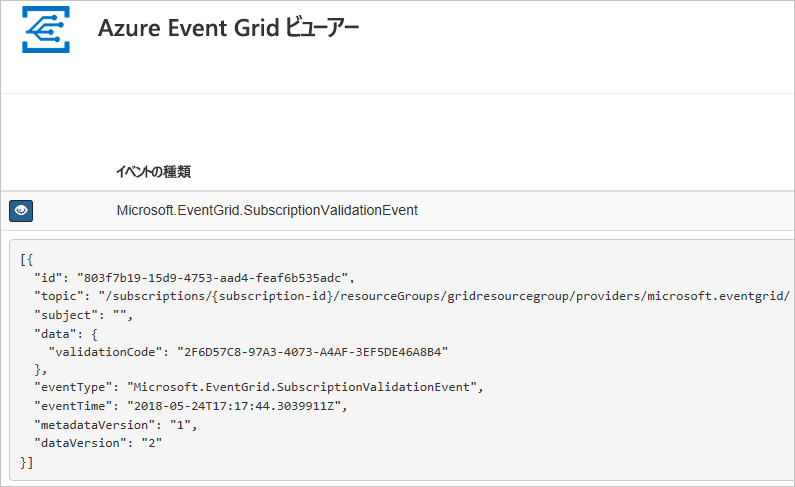 Azure Event Grid ビューアー
イベントの種類
Microsoft.EventGrid.SubscriptionValidationEvent
[{
  "id": "803f7b19-15d9-4753-aad4-feaf6b535adc",
  "topic": "/subscriptions/{subscription-id}/resourceGroups/gridresourcegroup/providers/microsoft.eventgrid/
  "subject": "",
  "data": {
    "validationCode": "2F6D57C8-97A3-4073-A4AF-3EF5DE46A8B4"
  },
  "eventType": "Microsoft.EventGrid.SubscriptionValidationEvent",
  "eventTime": "2018-05-24T17:17:44.3039911Z",
  "metadataVersion": "1",
  "dataVersion": "2"
}]